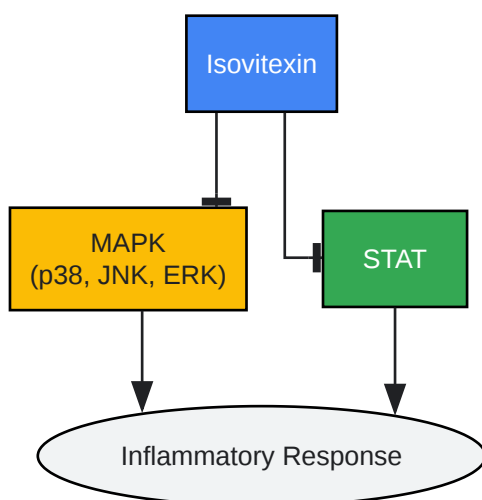 Isovitexin
MAPK
(p38, JNK, ERK)
STAT
Inflammatory Response